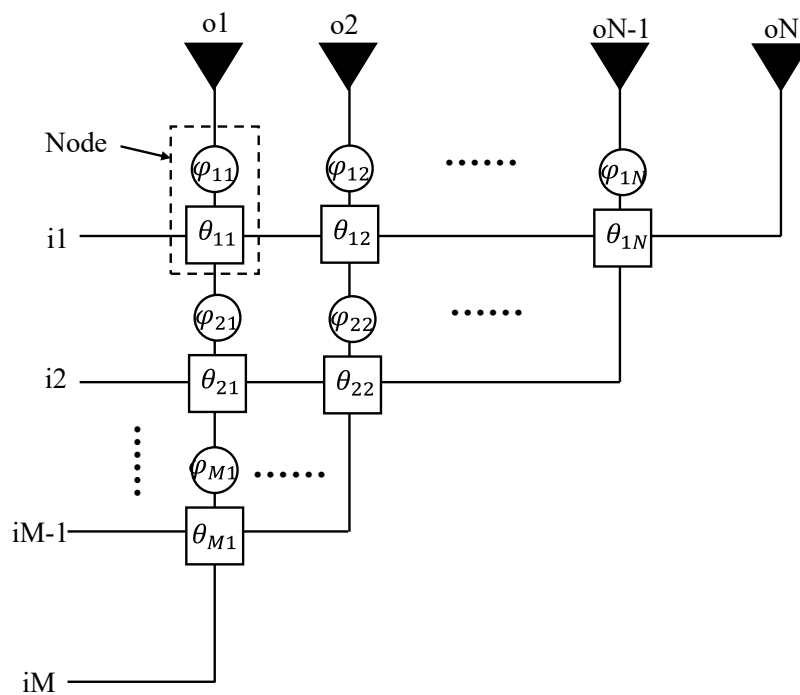 o1 o2 oN-1 oN
Node
φ₁₁ φ₁₂ ...... φ₁N
i1 θ₁₁ θ₁₂ θ₁N
φ₂₁ φ₂₂ ......
i2 θ₂₁ θ₂₂
......
φM₁ ......
iM-1 θM₁
iM